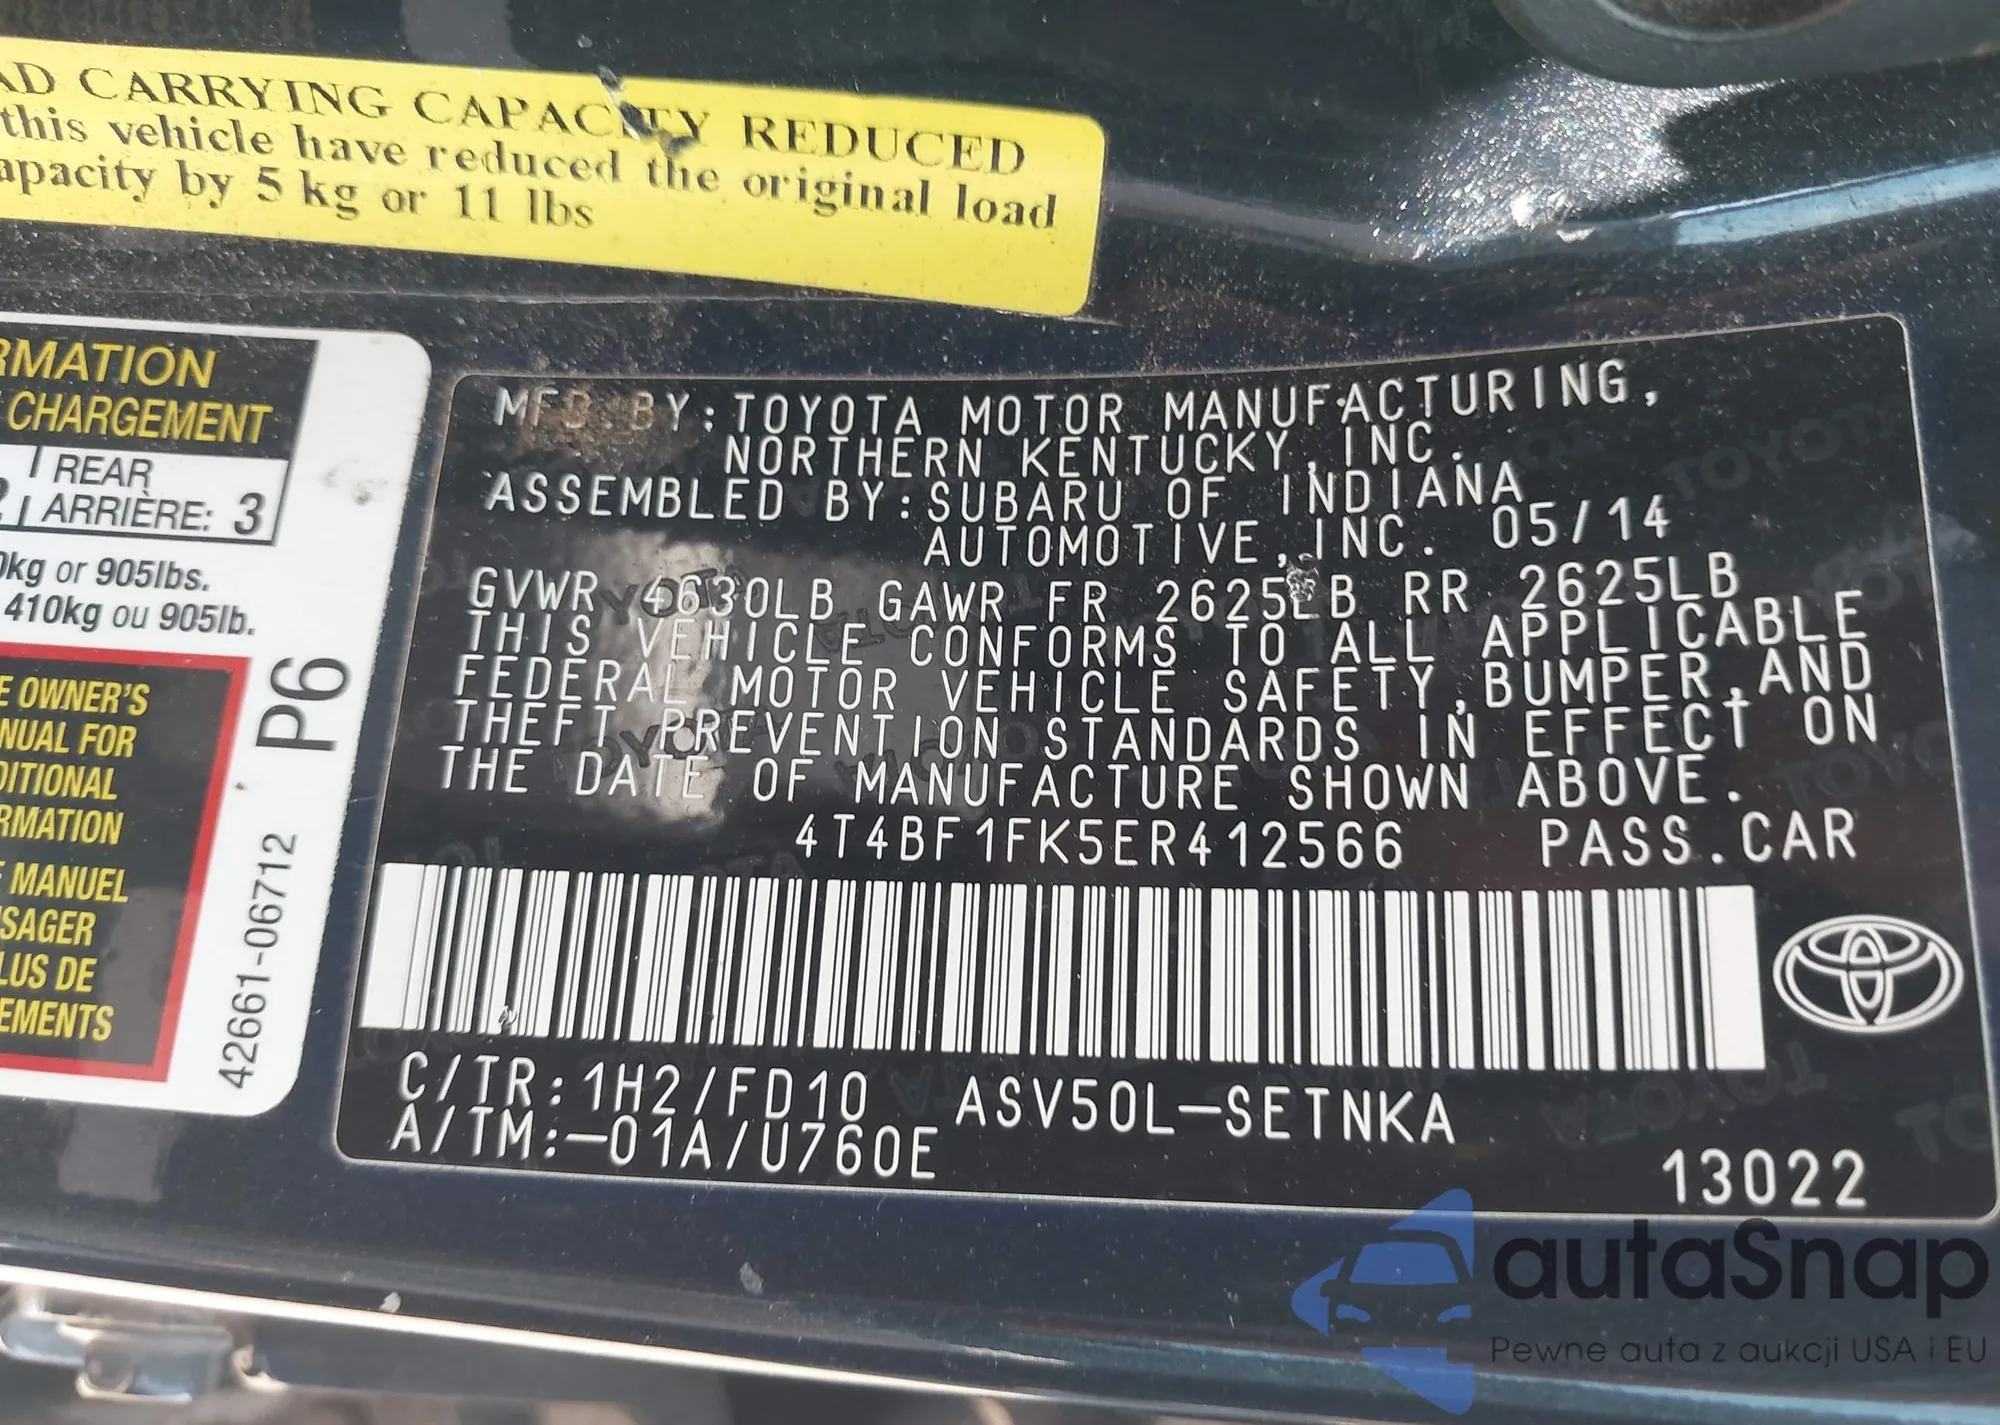 AD CARRYING CAPACITY REDUCED
this vehicle have reduced the original load
apacity by 5 kg or 11 lbs
RMATION
CHARGEMENT
REAR
ARRIÈRE: 3
0kg or 905lbs.
410kg ou 905lb.
E OWNER'S
NUAL FOR
DITIONAL
RMATION
E MANUEL
SAGER
LUS DE
EMENTS
P6
42661-06712
MFD.BY:TOYOTA MOTOR MANUFACTURING,
NORTHERN KENTUCKY, INC.
ASSEMBLED BY:SUBARU OF INDIANA
AUTOMOTIVE, INC. 05/14
GVWR 4630LB GAWR FR 2625LB RR 2625LB
THIS VEHICLE CONFORMS TO ALL APPLICABLE
FEDERAL MOTOR VEHICLE SAFETY,BUMPER,AND
THEFT PREVENTION STANDARDS IN EFFECT ON
THE DATE OF MANUFACTURE SHOWN ABOVE.
4T4BF1FK5ER412566 PASS.CAR
C/TR:1H2/FD10 ASV50L-SETNKA
A/TM:-01A/U760E
13022
autaSnap
Pewne auta z aukcji USA i EU